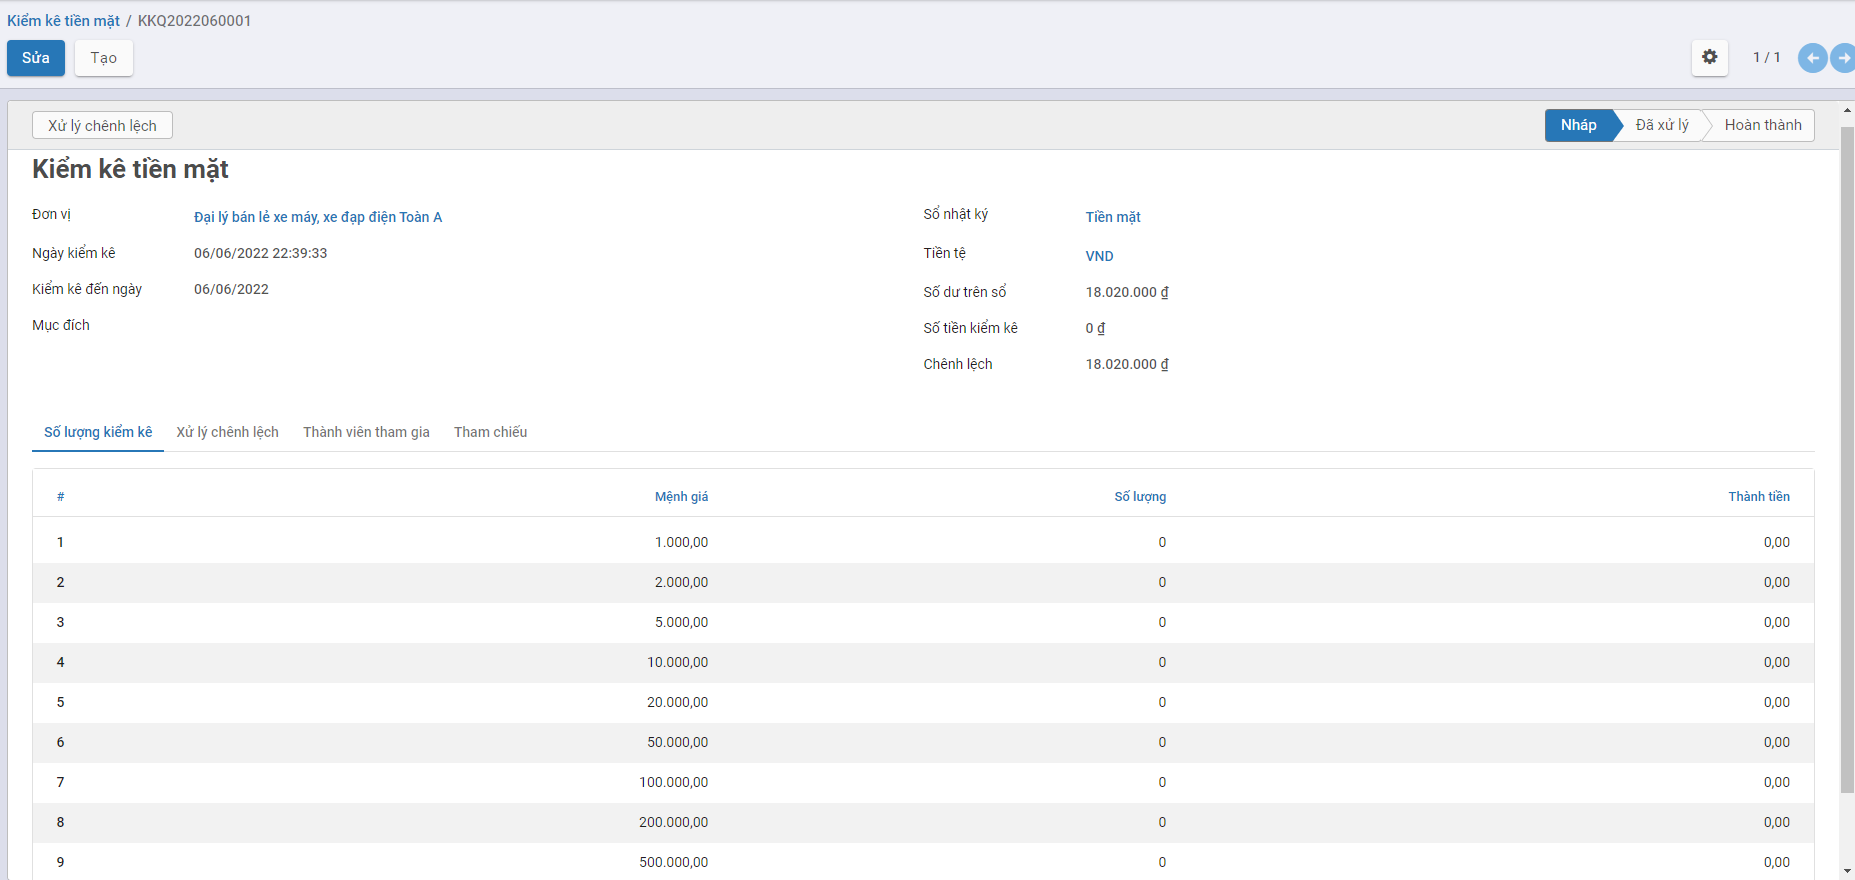 Kiểm kê tiền mặt / KKQ2022060001
Sửa Tạo 1 / 1
Xử lý chênh lệch Nháp Đã xử lý Hoàn thành
Kiểm kê tiền mặt
Đơn vị Đại lý bán lẻ xe máy, xe đạp điện Toàn A
Ngày kiểm kê 06/06/2022 22:39:33
Kiểm kê đến ngày 06/06/2022
Mục đích
Sổ nhật ký Tiền mặt
Tiền tệ VND
Số dư trên sổ 18.020.000 ₫
Số tiền kiểm kê 0 ₫
Chênh lệch 18.020.000 ₫
Số lượng kiểm kê Xử lý chênh lệch Thành viên tham gia Tham chiếu
# Mệnh giá Số lượng Thành tiền
1 1.000,00 0 0,00
2 2.000,00 0 0,00
3 5.000,00 0 0,00
4 10.000,00 0 0,00
5 20.000,00 0 0,00
6 50.000,00 0 0,00
7 100.000,00 0 0,00
8 200.000,00 0 0,00
9 500.000,00 0 0,00